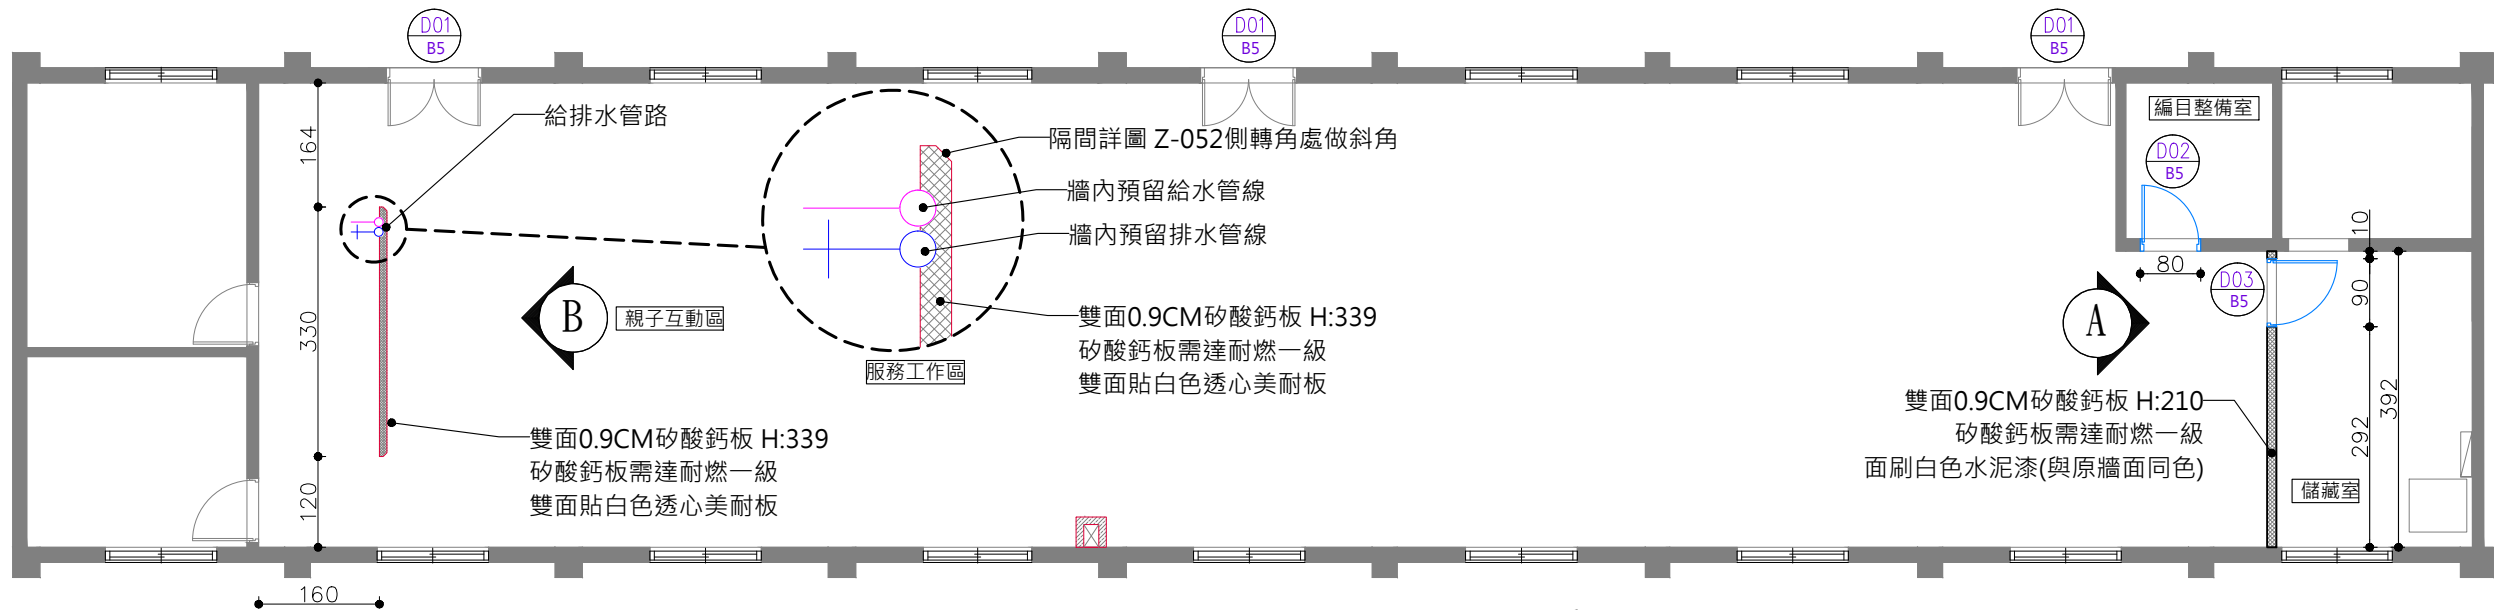 D01
B5
D01
B5
D01
B5
給排水管路
164
330
120
160
B
親子互動區
隔間詳圖 Z-052側轉角處做斜角
牆內預留給水管線
牆內預留排水管線
雙面0.9CM矽酸鈣板 H:339
矽酸鈣板需達耐燃一級
雙面貼白色透心美耐板
服務工作區
雙面0.9CM矽酸鈣板 H:339
矽酸鈣板需達耐燃一級
雙面貼白色透心美耐板
編目整備室
D02
B5
80
D03
B5
A
雙面0.9CM矽酸鈣板 H:210
矽酸鈣板需達耐燃一級
面刷白色水泥漆(與原牆面同色)
10
90
292
392
儲藏室